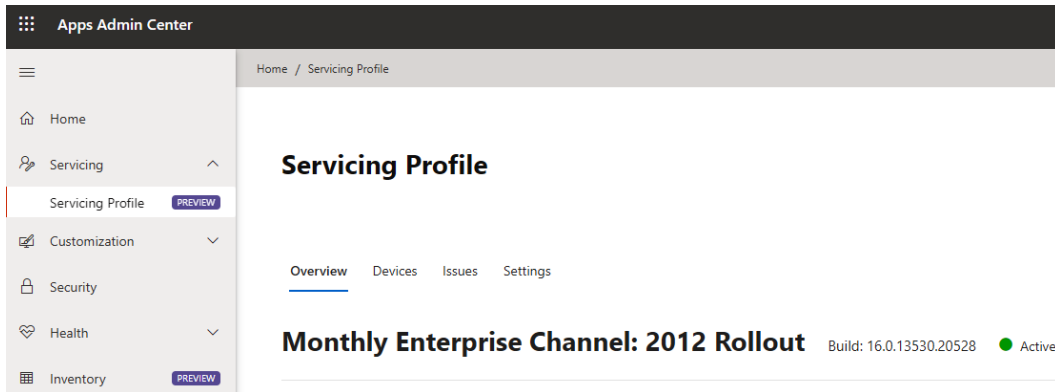 Apps Admin Center
Home / Servicing Profile
Home
Servicing
Servicing Profile PREVIEW
Customization
Security
Health
Inventory PREVIEW
Servicing Profile
Overview Devices Issues Settings
Monthly Enterprise Channel: 2012 Rollout Build: 16.0.13530.20528 Active